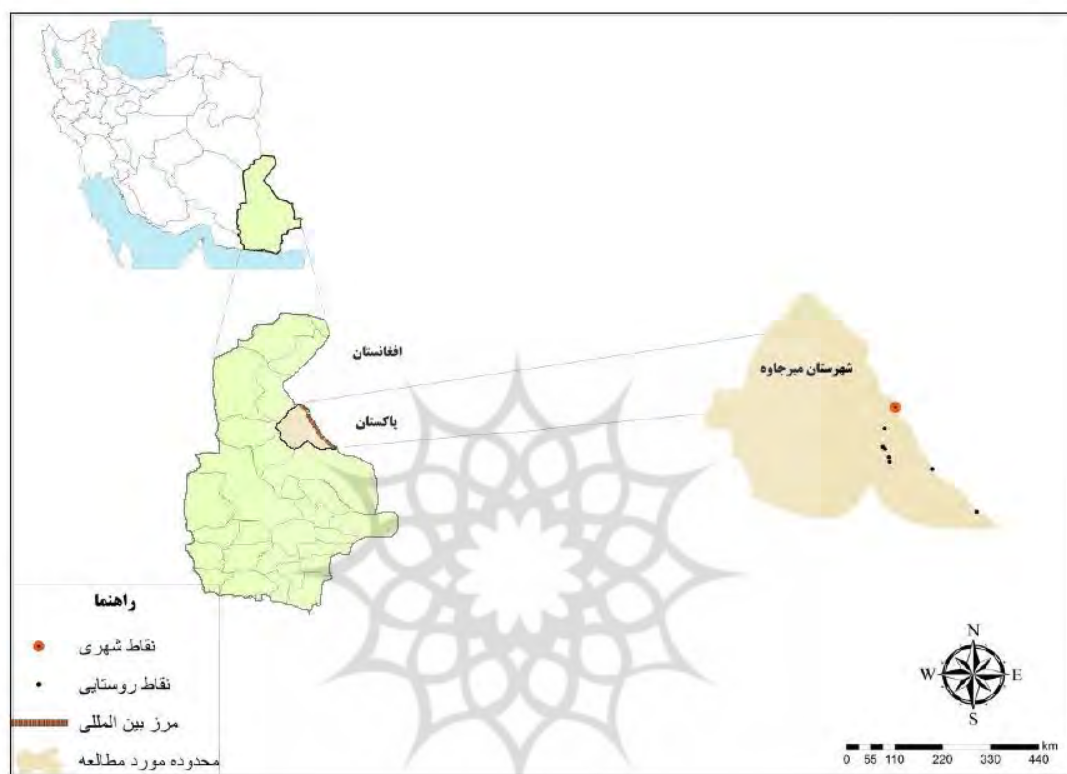 افغانستان
پاکستان
شهرستان میرجاوه
راهنما
نقاط شهری
نقاط روستایی
مرز بین المللی
محدوده مورد مطالعه
N
W E
S
km
0 55 110 220 330 440